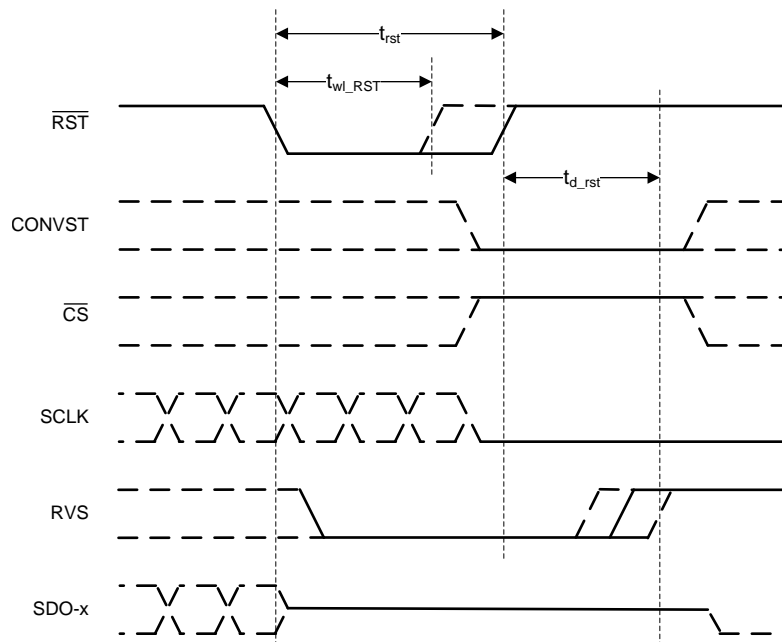 t_rst
t_wl_RST
RST
t_d_rst
CONVST
CS
SCLK
RVS
SDO-x